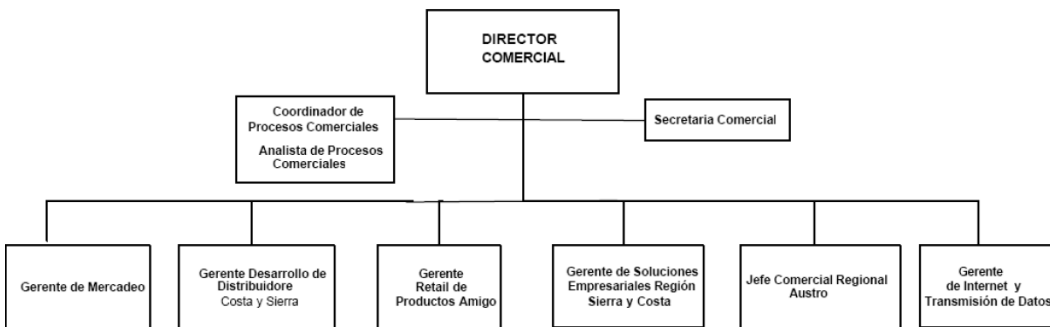 DIRECTOR
COMERCIAL
Coordinador de
Procesos Comerciales
Analista de Procesos
Comerciales
Secretaria Comercial
Gerente de Mercadeo
Gerente Desarrollo de
Distribuidore
Costa y Sierra
Gerente
Retail de
Productos Amigo
Gerente de Soluciones
Empresariales Región
Sierra y Costa
Jefe Comercial Regional
Austro
Gerente
de Internet y
Transmisión de Datos